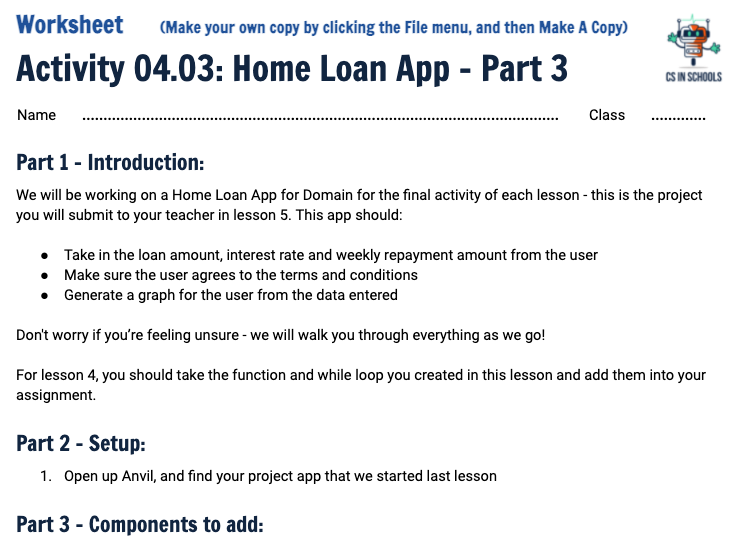 Worksheet (Make your own copy by clicking the File menu, and then Make A Copy)
Activity 04.03: Home Loan App - Part 3
CS IN SCHOOLS
Name ............................................................................................................... Class .............
Part 1 - Introduction:
We will be working on a Home Loan App for Domain for the final activity of each lesson - this is the project
you will submit to your teacher in lesson 5. This app should:
● Take in the loan amount, interest rate and weekly repayment amount from the user
● Make sure the user agrees to the terms and conditions
● Generate a graph for the user from the data entered
Don't worry if you’re feeling unsure - we will walk you through everything as we go!
For lesson 4, you should take the function and while loop you created in this lesson and add them into your
assignment.
Part 2 - Setup:
1. Open up Anvil, and find your project app that we started last lesson
Part 3 - Components to add: